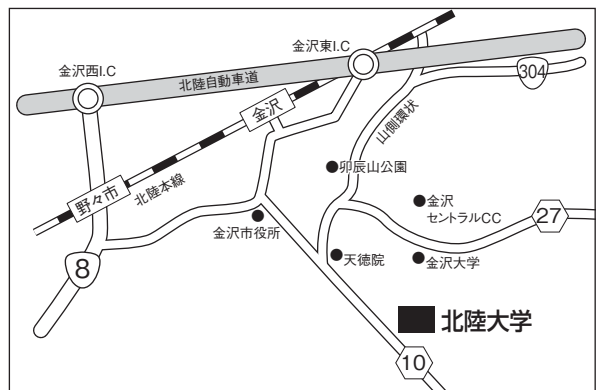 金沢東I.C
金沢西I.C
北陸自動車道
304
金沢
山側環状
卯辰山公園
野々市
北陸本線
金沢
セントラルCC
27
金沢市役所
天徳院
金沢大学
8
北陸大学
10